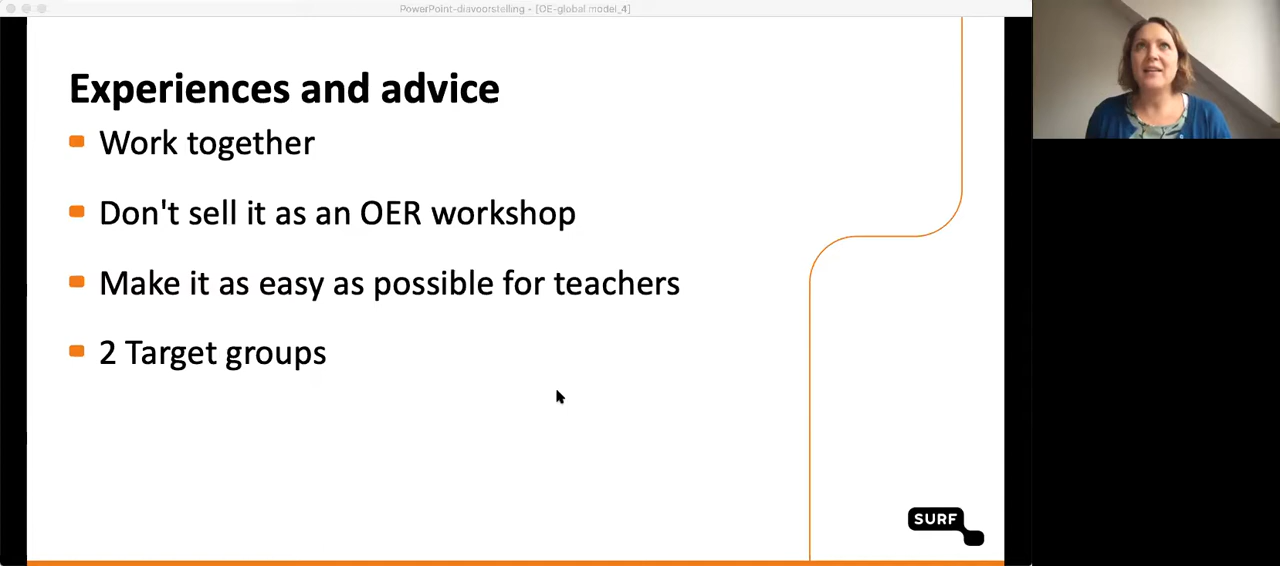 PowerPoint-diavoorstelling - [OE-global model_4]
Experiences and advice
Work together
Don't sell it as an OER workshop
Make it as easy as possible for teachers
2 Target groups
SURF